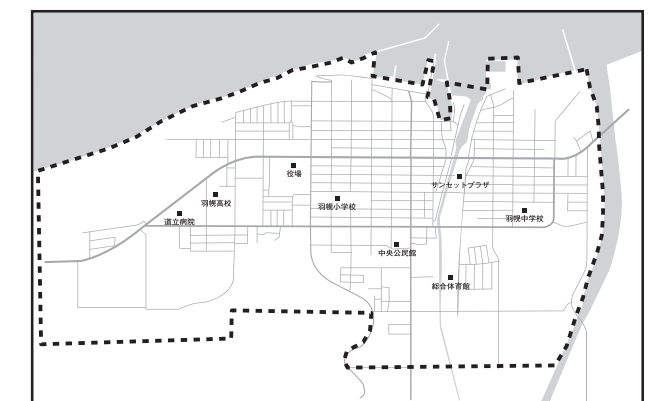 役場
サンセットプラザ
羽幌高校
羽幌小学校
道立病院
羽幌中学校
中央公民館
総合体育館